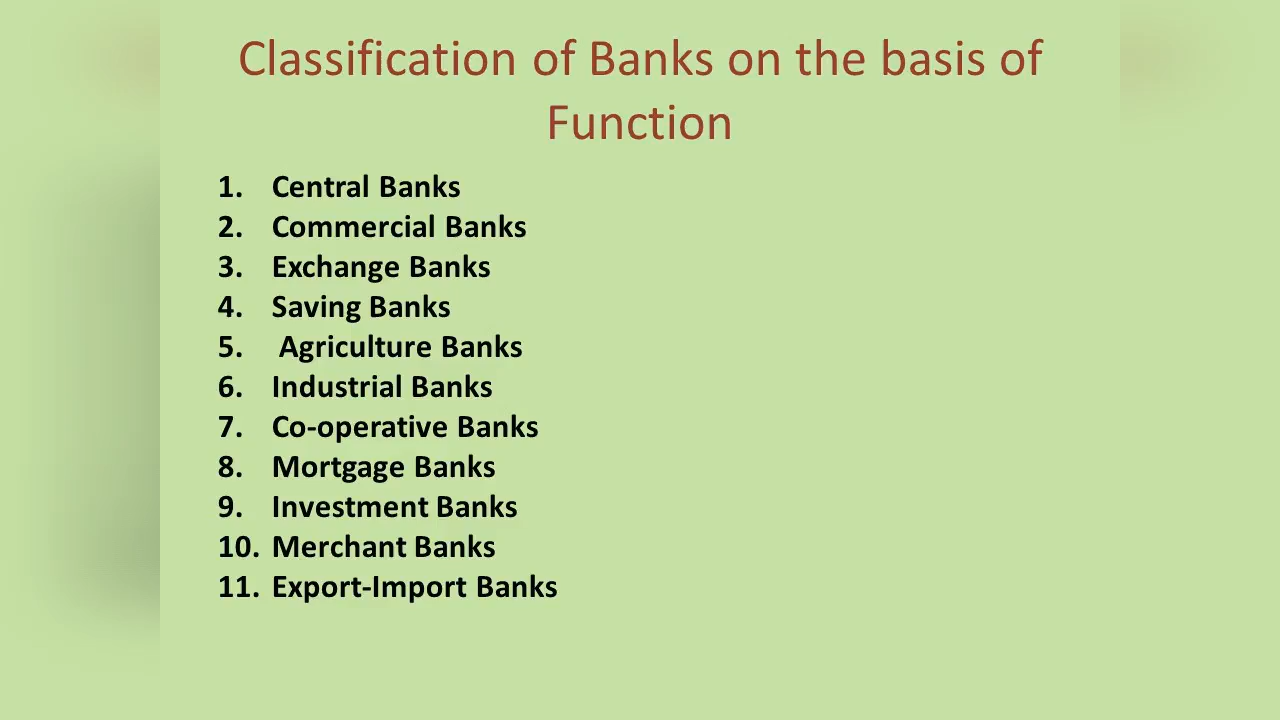 Classification of Banks on the basis of
Function
1. Central Banks
2. Commercial Banks
3. Exchange Banks
4. Saving Banks
5. Agriculture Banks
6. Industrial Banks
7. Co-operative Banks
8. Mortgage Banks
9. Investment Banks
10. Merchant Banks
11. Export-Import Banks